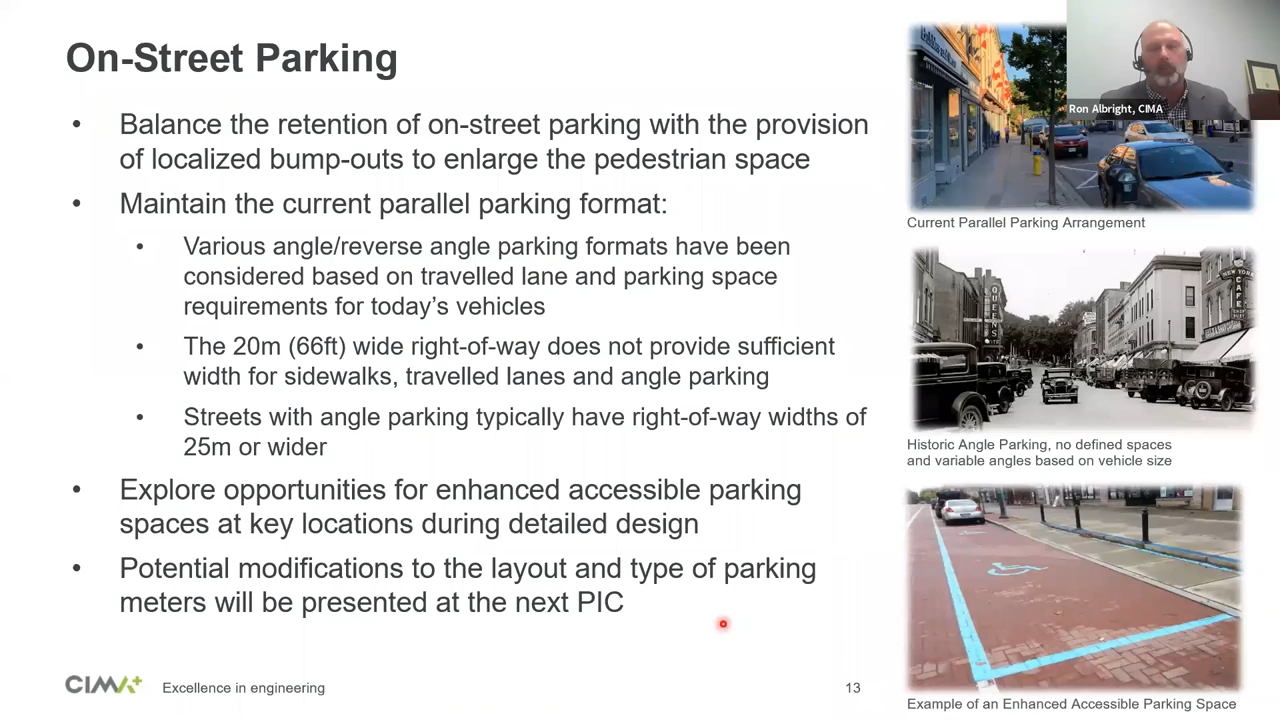 On-Street Parking
• Balance the retention of on-street parking with the provision
of localized bump-outs to enlarge the pedestrian space
• Maintain the current parallel parking format:
• Various angle/reverse angle parking formats have been
considered based on travelled lane and parking space
requirements for today's vehicles
• The 20m (66ft) wide right-of-way does not provide sufficient
width for sidewalks, travelled lanes and angle parking
• Streets with angle parking typically have right-of-way widths of
25m or wider
• Explore opportunities for enhanced accessible parking
spaces at key locations during detailed design
• Potential modifications to the layout and type of parking
meters will be presented at the next PIC
CIMA+
Excellence in engineering
13
Ron Albright, CIMA
Current Parallel Parking Arrangement
QUEENS
NEW YORK
CAFE
Historic Angle Parking, no defined spaces
and variable angles based on vehicle size
Example of an Enhanced Accessible Parking Space